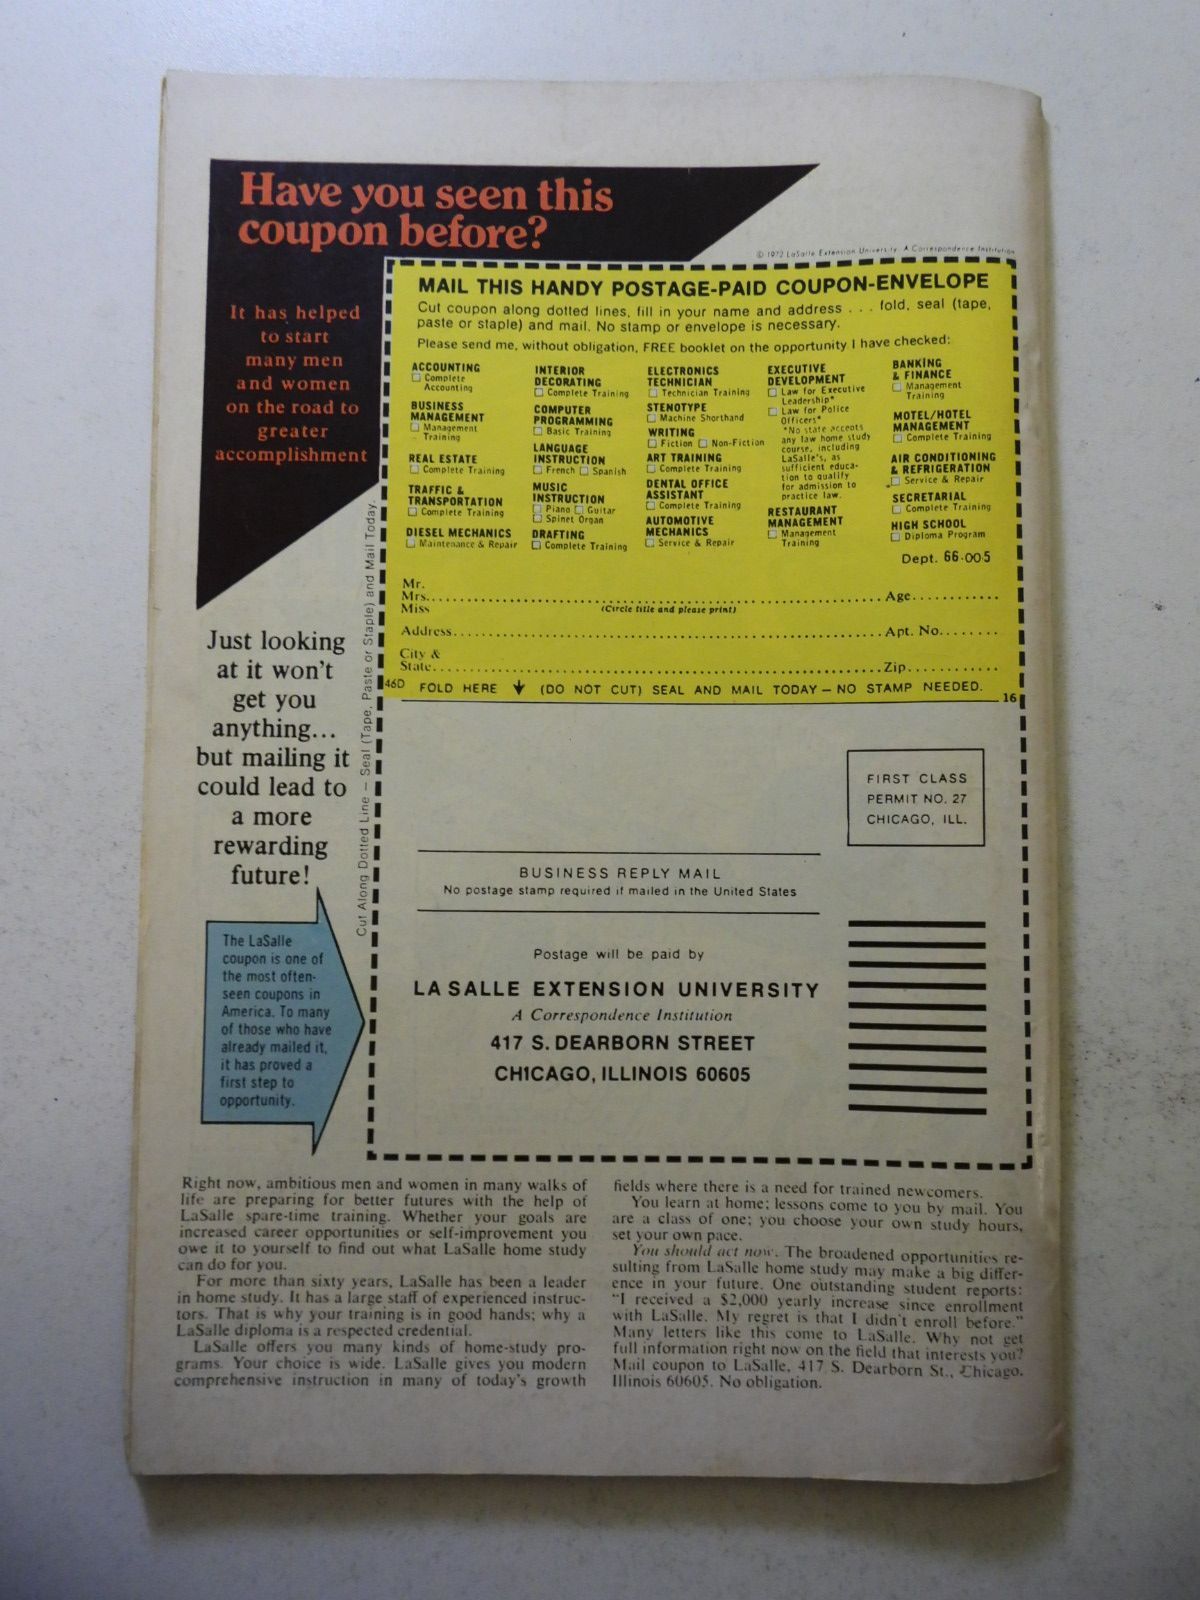 Have you seen this
coupon before?
It has helped
to start
many men
and women
on the road to
greater
accomplishment
© 1972 LaSalle Extension University. A Correspondence Institution
MAIL THIS HANDY POSTAGE-PAID COUPON-ENVELOPE
Cut coupon along dotted lines, fill in your name and address . . . fold, seal (tape,
paste or staple) and mail. No stamp or envelope is necessary.
Please send me, without obligation, FREE booklet on the opportunity I have checked:
ACCOUNTING
☐ Complete
Accounting
BUSINESS
MANAGEMENT
☐ Management
Training
REAL ESTATE
☐ Complete Training
TRAFFIC &
TRANSPORTATION
☐ Complete Training
DIESEL MECHANICS
☐ Maintenance & Repair
INTERIOR
DECORATING
☐ Complete Training
COMPUTER
PROGRAMMING
☐ Basic Training
LANGUAGE
INSTRUCTION
☐ French ☐ Spanish
MUSIC
INSTRUCTION
☐ Piano ☐ Guitar
☐ Spinet Organ
DRAFTING
☐ Complete Training
ELECTRONICS
TECHNICIAN
☐ Technician Training
STENOTYPE
☐ Machine Shorthand
WRITING
☐ Fiction ☐ Non-Fiction
ART TRAINING
☐ Complete Training
DENTAL OFFICE
ASSISTANT
☐ Complete Training
AUTOMOTIVE
MECHANICS
☐ Service & Repair
EXECUTIVE
DEVELOPMENT
☐ Law for Executive
Leadership*
☐ Law for Police
Officers*
*No state accepts
any law home study
course, including
LaSalle's, as
sufficient educa-
tion to qualify
for admission to
practice law.
RESTAURANT
MANAGEMENT
☐ Management
Training
BANKING
& FINANCE
☐ Management
Training
MOTEL/HOTEL
MANAGEMENT
☐ Complete Training
AIR CONDITIONING
& REFRIGERATION
☐ Service & Repair
SECRETARIAL
☐ Complete Training
HIGH SCHOOL
☐ Diploma Program
Dept. 66-005
Mr.
Mrs. Age
Miss (Circle title and please print)
Address Apt. No.
City &
State Zip
46D FOLD HERE ↓ (DO NOT CUT) SEAL AND MAIL TODAY – NO STAMP NEEDED. 16
Cut Along Dotted Line – Seal (Tape, Paste or Staple) and Mail Today.
Just looking
at it won't
get you
anything...
but mailing it
could lead to
a more
rewarding
future!
The LaSalle
coupon is one of
the most often-
seen coupons in
America. To many
of those who have
already mailed it,
it has proved a
first step to
opportunity.
FIRST CLASS
PERMIT NO. 27
CHICAGO, ILL.
BUSINESS REPLY MAIL
No postage stamp required if mailed in the United States
Postage will be paid by
LA SALLE EXTENSION UNIVERSITY
A Correspondence Institution
417 S. DEARBORN STREET
CHICAGO, ILLINOIS 60605
Right now, ambitious men and women in many walks of
life are preparing for better futures with the help of
LaSalle spare-time training. Whether your goals are
increased career opportunities or self-improvement you
owe it to yourself to find out what LaSalle home study
can do for you.
For more than sixty years, LaSalle has been a leader
in home study. It has a large staff of experienced instruc-
tors. That is why your training is in good hands; why a
LaSalle diploma is a respected credential.
LaSalle offers you many kinds of home-study pro-
grams. Your choice is wide. LaSalle gives you modern
comprehensive instruction in many of today's growth
fields where there is a need for trained newcomers.
You learn at home; lessons come to you by mail. You
are a class of one; you choose your own study hours,
set your own pace.
You should act now. The broadened opportunities re-
sulting from LaSalle home study may make a big differ-
ence in your future. One outstanding student reports:
"I received a $2,000 yearly increase since enrollment
with LaSalle. My regret is that I didn't enroll before."
Many letters like this come to LaSalle. Why not get
full information right now on the field that interests you?
Mail coupon to LaSalle, 417 S. Dearborn St., Chicago,
Illinois 60605. No obligation.